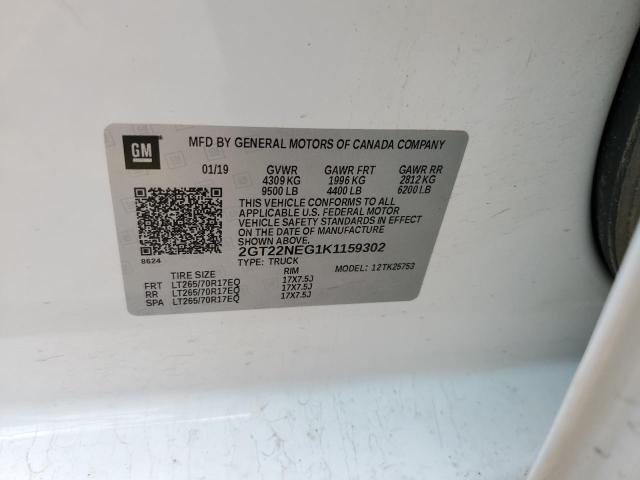 GM
MFD BY GENERAL MOTORS OF CANADA COMPANY
01/19 GVWR GAWR FRT GAWR RR
4309 KG 1996 KG 2812 KG
9500 LB 4400 LB 6200 LB
THIS VEHICLE CONFORMS TO ALL
APPLICABLE U.S. FEDERAL MOTOR
VEHICLE SAFETY STANDARDS IN EFFECT
ON THE DATE OF MANUFACTURE
SHOWN ABOVE.
2GT22NEG1K1159302
8624
TYPE: TRUCK
TIRE SIZE RIM MODEL: 12TK25753
FRT LT265/70R17EQ 17X7.5J
RR LT265/70R17EQ 17X7.5J
SPA LT265/70R17EQ 17X7.5J